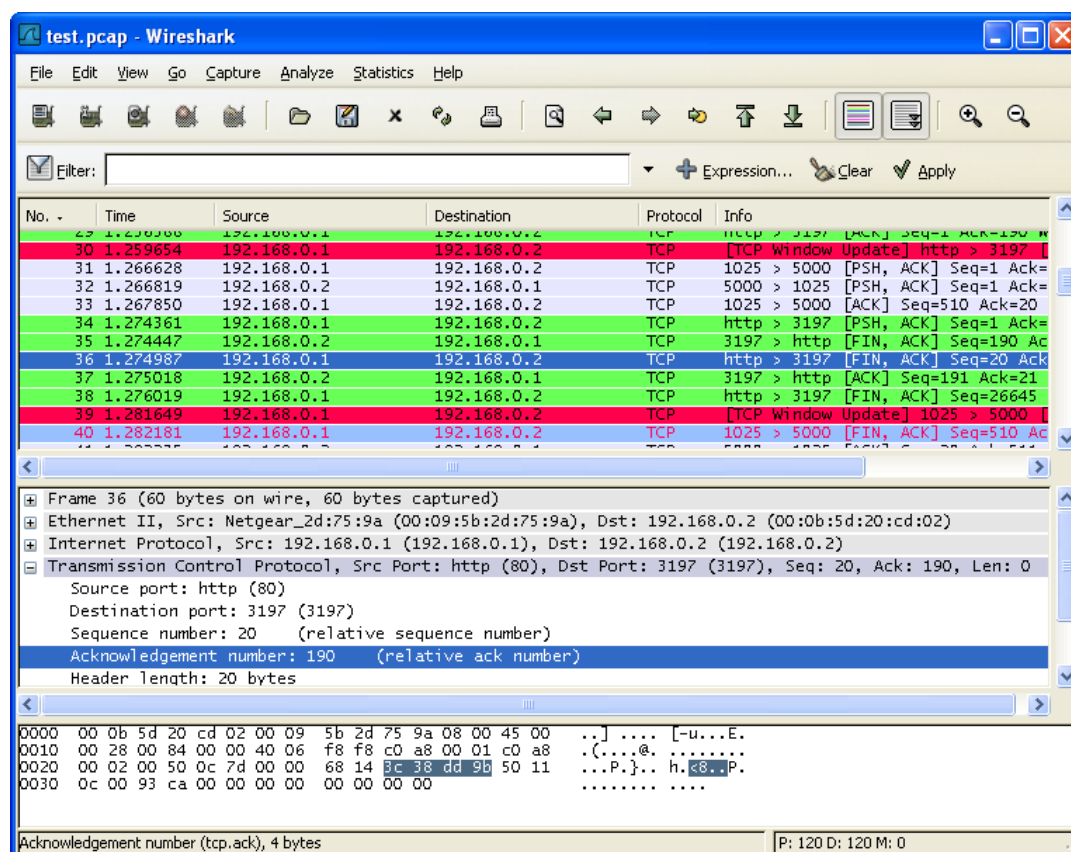 test.pcap - Wireshark
File Edit View Go Capture Analyze Statistics Help
Filter: Expression... Clear Apply
No. - Time Source Destination Protocol Info
29 1.256566 192.168.0.1 192.168.0.2 TCP http > 3197 [ACK] Seq=1 Ack=190 W
30 1.259654 192.168.0.1 192.168.0.2 TCP [TCP Window Update] http > 3197 [
31 1.266628 192.168.0.1 192.168.0.2 TCP 1025 > 5000 [PSH, ACK] Seq=1 Ack=
32 1.266819 192.168.0.2 192.168.0.1 TCP 5000 > 1025 [PSH, ACK] Seq=1 Ack=
33 1.267850 192.168.0.1 192.168.0.2 TCP 1025 > 5000 [ACK] Seq=510 Ack=20
34 1.274361 192.168.0.1 192.168.0.2 TCP http > 3197 [PSH, ACK] Seq=1 Ack=
35 1.274447 192.168.0.2 192.168.0.1 TCP 3197 > http [FIN, ACK] Seq=190 Ac
36 1.274987 192.168.0.1 192.168.0.2 TCP http > 3197 [FIN, ACK] Seq=20 Ack
37 1.275018 192.168.0.2 192.168.0.1 TCP 3197 > http [ACK] Seq=191 Ack=21
38 1.276019 192.168.0.1 192.168.0.2 TCP http > 3197 [FIN, ACK] Seq=26645
39 1.281649 192.168.0.1 192.168.0.2 TCP [TCP Window Update] 1025 > 5000 [
40 1.282181 192.168.0.1 192.168.0.2 TCP 1025 > 5000 [FIN, ACK] Seq=510 Ac
Frame 36 (60 bytes on wire, 60 bytes captured)
Ethernet II, Src: Netgear_2d:75:9a (00:09:5b:2d:75:9a), Dst: 192.168.0.2 (00:0b:5d:20:cd:02)
Internet Protocol, Src: 192.168.0.1 (192.168.0.1), Dst: 192.168.0.2 (192.168.0.2)
Transmission Control Protocol, Src Port: http (80), Dst Port: 3197 (3197), Seq: 20, Ack: 190, Len: 0
Source port: http (80)
Destination port: 3197 (3197)
Sequence number: 20 (relative sequence number)
Acknowledgement number: 190 (relative ack number)
Header length: 20 bytes
0000 00 0b 5d 20 cd 02 00 09 5b 2d 75 9a 08 00 45 00 ..] .... [-u...E.
0010 00 28 00 84 00 00 40 06 f8 f8 c0 a8 00 01 c0 a8 .(....@. ........
0020 00 02 00 50 0c 7d 00 00 68 14 3c 38 dd 9b 50 11 ...P.}.. h.<8..P.
0030 0c 00 93 ca 00 00 00 00 00 00 00 00 ........ ....
Acknowledgement number (tcp.ack), 4 bytes P: 120 D: 120 M: 0